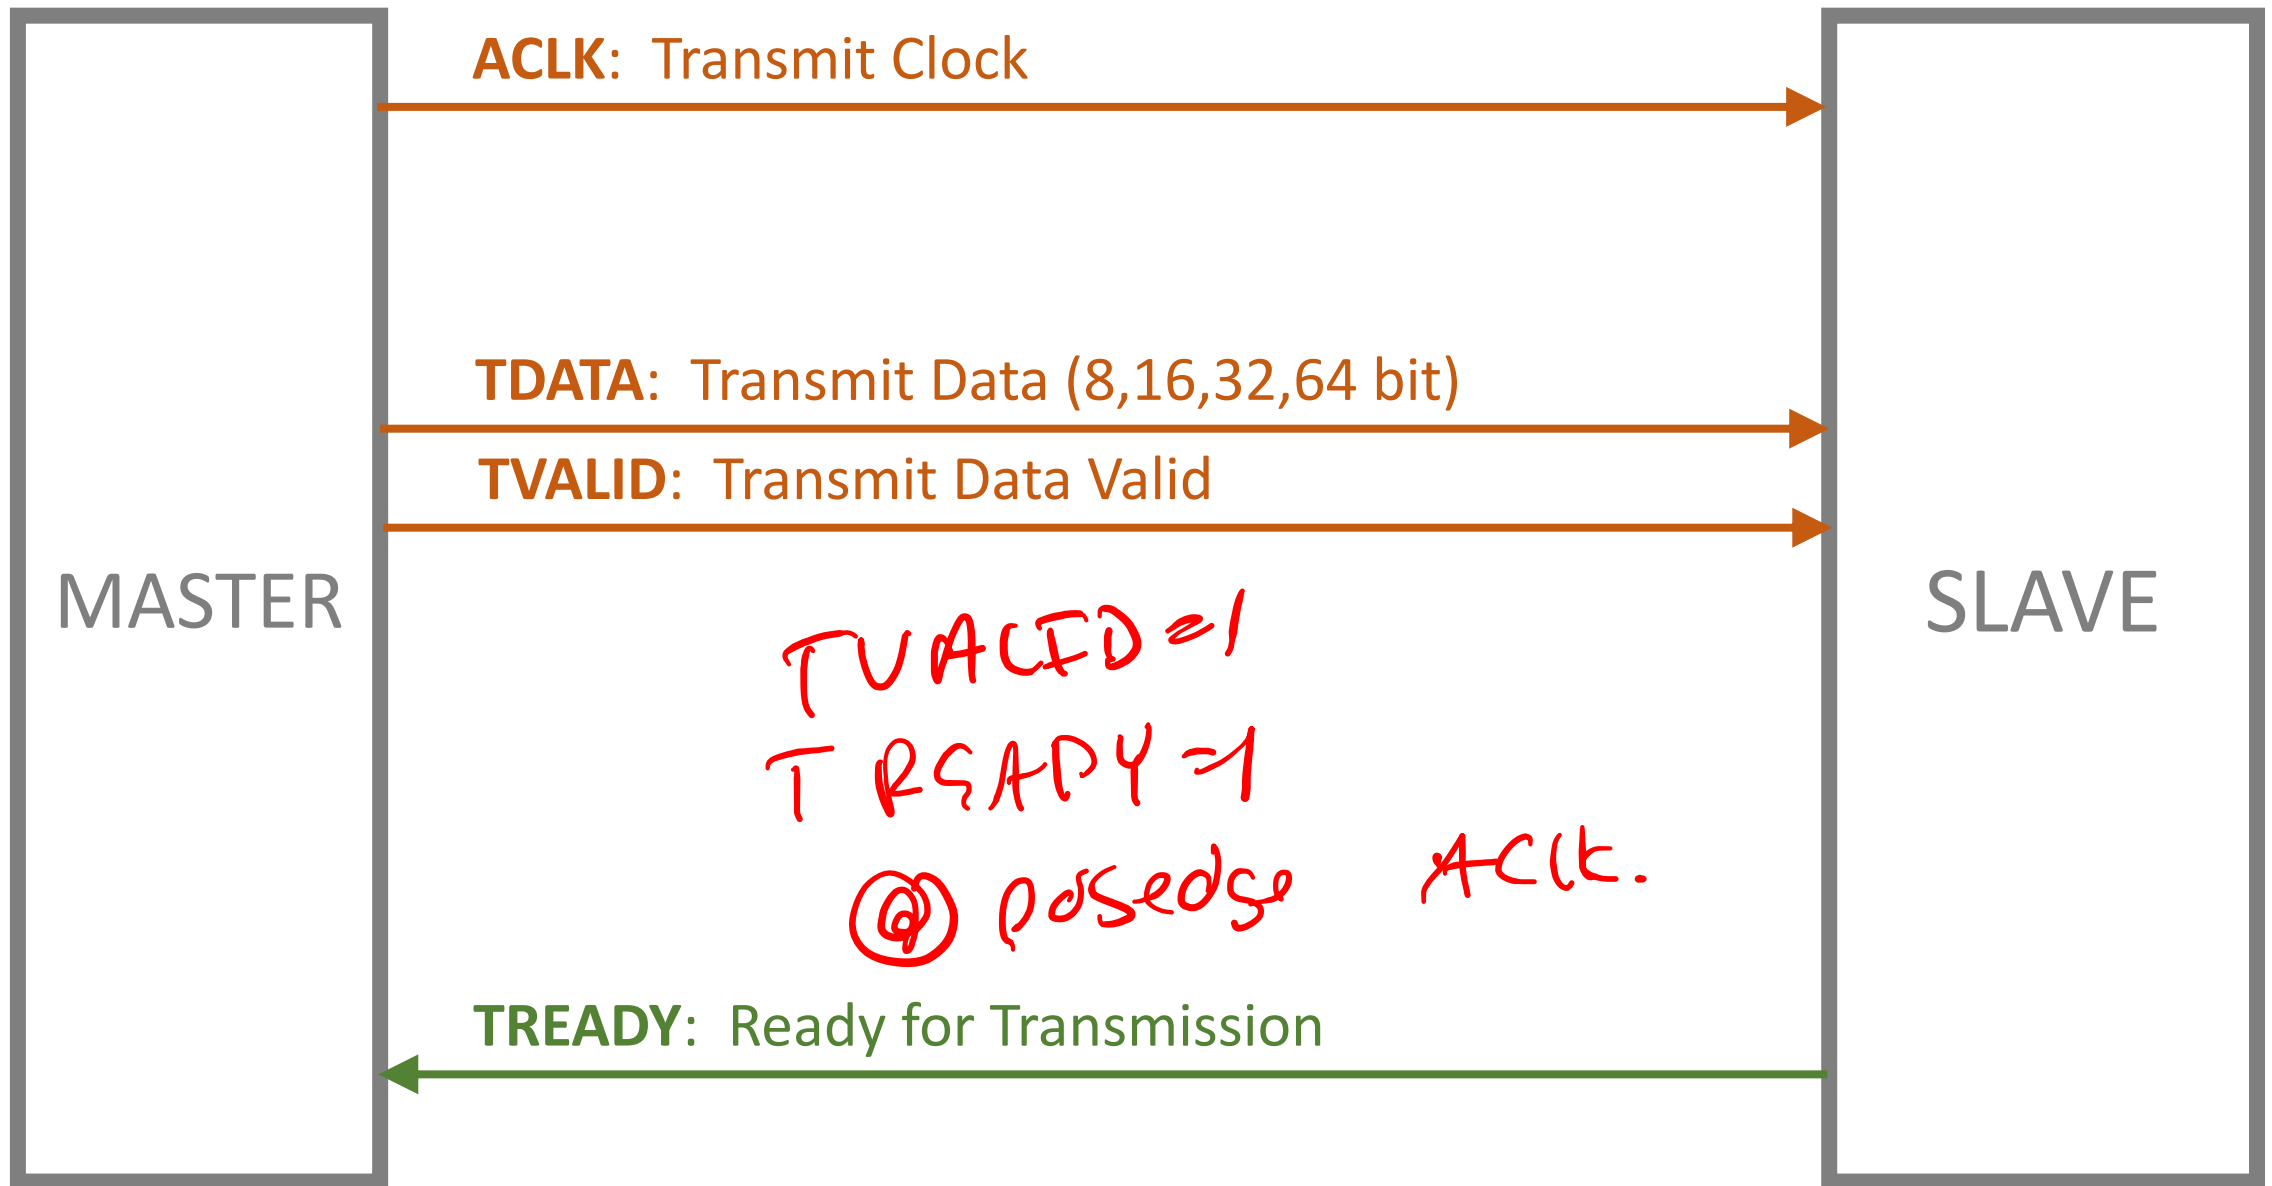 ACLK: Transmit Clock
TDATA: Transmit Data (8,16,32,64 bit)
TVALID: Transmit Data Valid
MASTER
SLAVE
TVALID=1
TREADY=1
@ posedge ACLK.
TREADY: Ready for Transmission